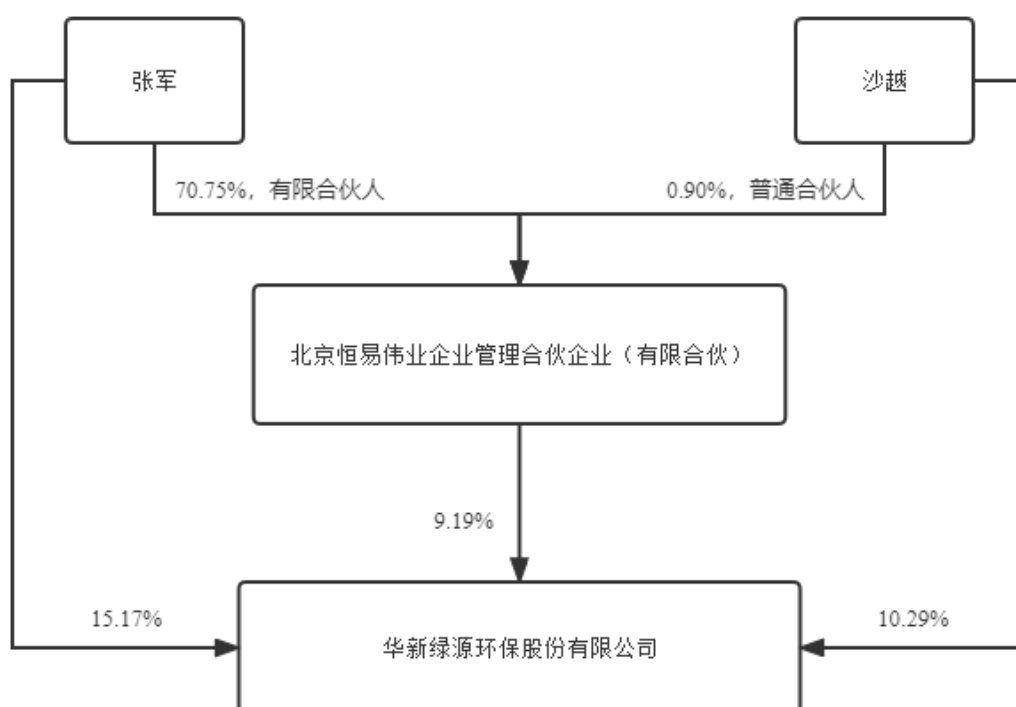 张军
沙越
70.75%，有限合伙人
0.90%，普通合伙人
北京恒易伟业企业管理合伙企业（有限合伙）
9.19%
15.17%
10.29%
华新绿源环保股份有限公司